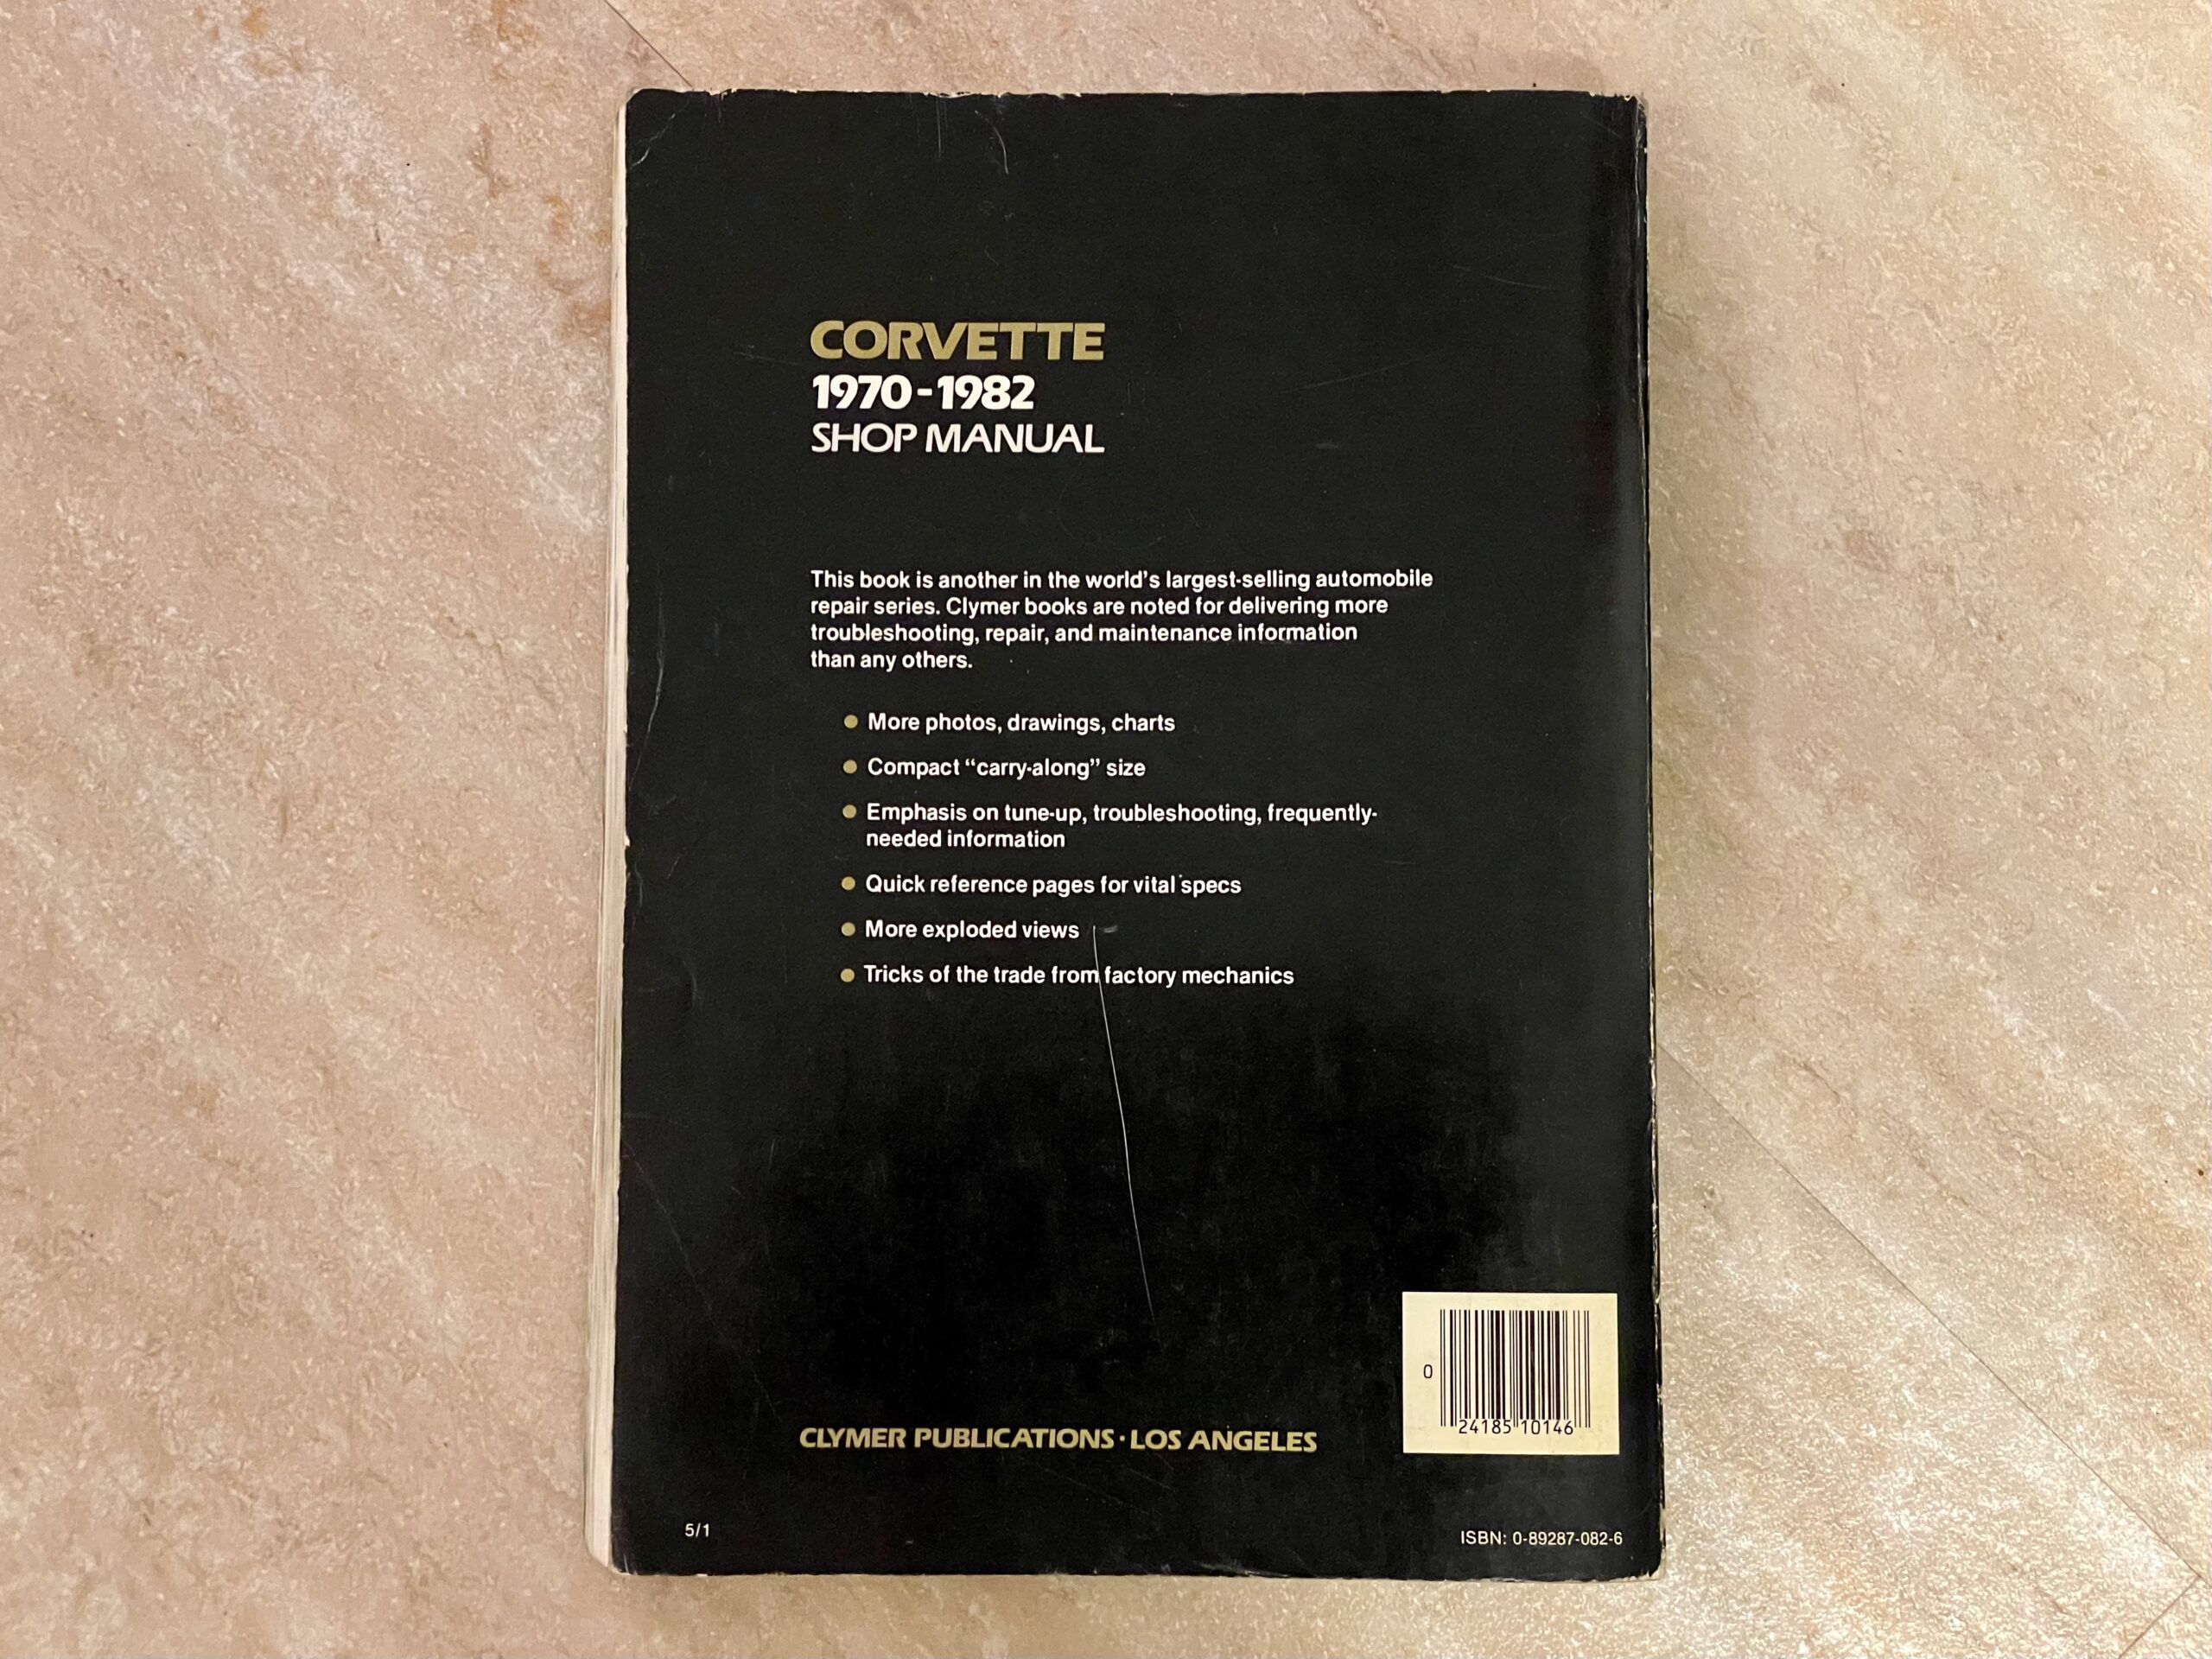 CORVETTE
1970-1982
SHOP MANUAL
This book is another in the world's largest-selling automobile
repair series. Clymer books are noted for delivering more
troubleshooting, repair, and maintenance information
than any others.
● More photos, drawings, charts
● Compact “carry-along” size
● Emphasis on tune-up, troubleshooting, frequently-
needed information
● Quick reference pages for vital specs
● More exploded views
● Tricks of the trade from factory mechanics
0 24185 10146
CLYMER PUBLICATIONS · LOS ANGELES
5/1
ISBN: 0-89287-082-6